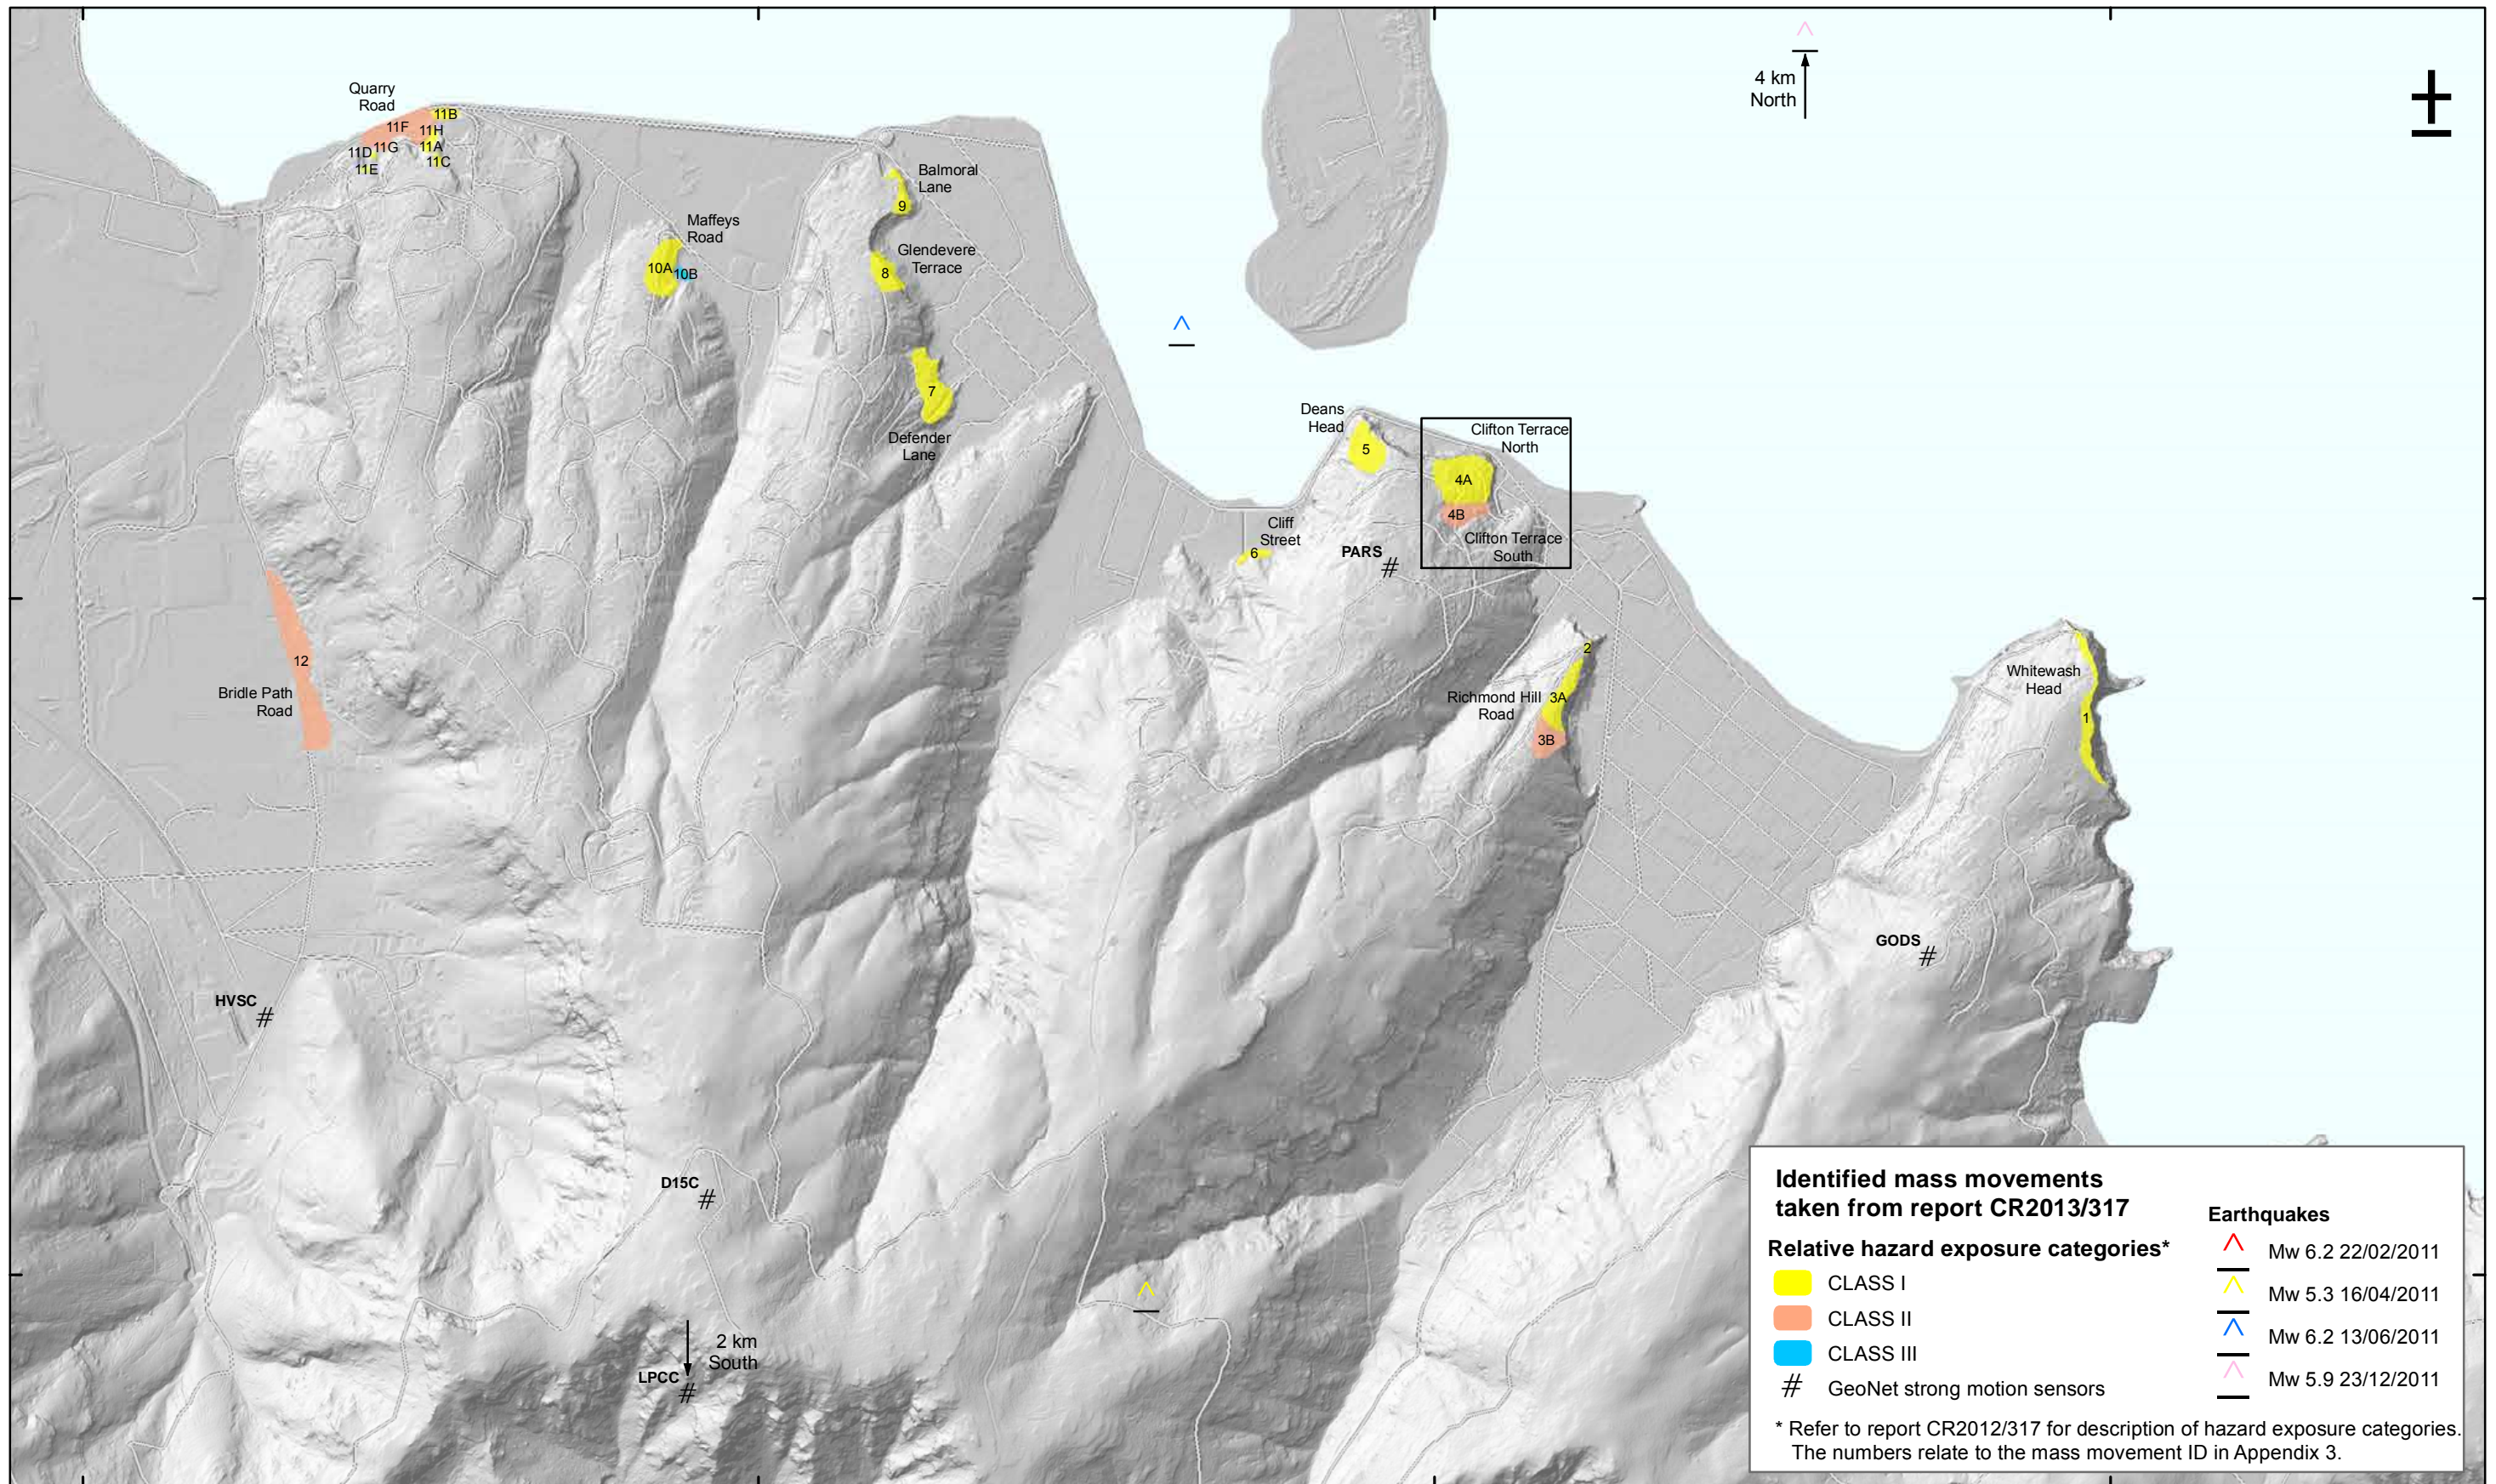 4 km
North
Quarry
Road
11B
11F
11H
11D
11G
11A
11E
11C
Balmoral
Lane
9
Maffeys
Road
10A
10B
Glendevere
Terrace
8
7
Defender
Lane
Deans
Head
5
Clifton Terrace
North
4A
4B
Clifton Terrace
South
Cliff
Street
6
PARS
#
2
Richmond Hill
Road
3A
3B
Whitewash
Head
1
12
Bridle Path
Road
GODS
#
HVSC
#
D15C
#
2 km
South
LPCC
#
Identified mass movements
taken from report CR2013/317
Relative hazard exposure categories*
CLASS I
CLASS II
CLASS III
# GeoNet strong motion sensors
Earthquakes
Mw 6.2 22/02/2011
Mw 5.3 16/04/2011
Mw 6.2 13/06/2011
Mw 5.9 23/12/2011
* Refer to report CR2012/317 for description of hazard exposure categories.
The numbers relate to the mass movement ID in Appendix 3.